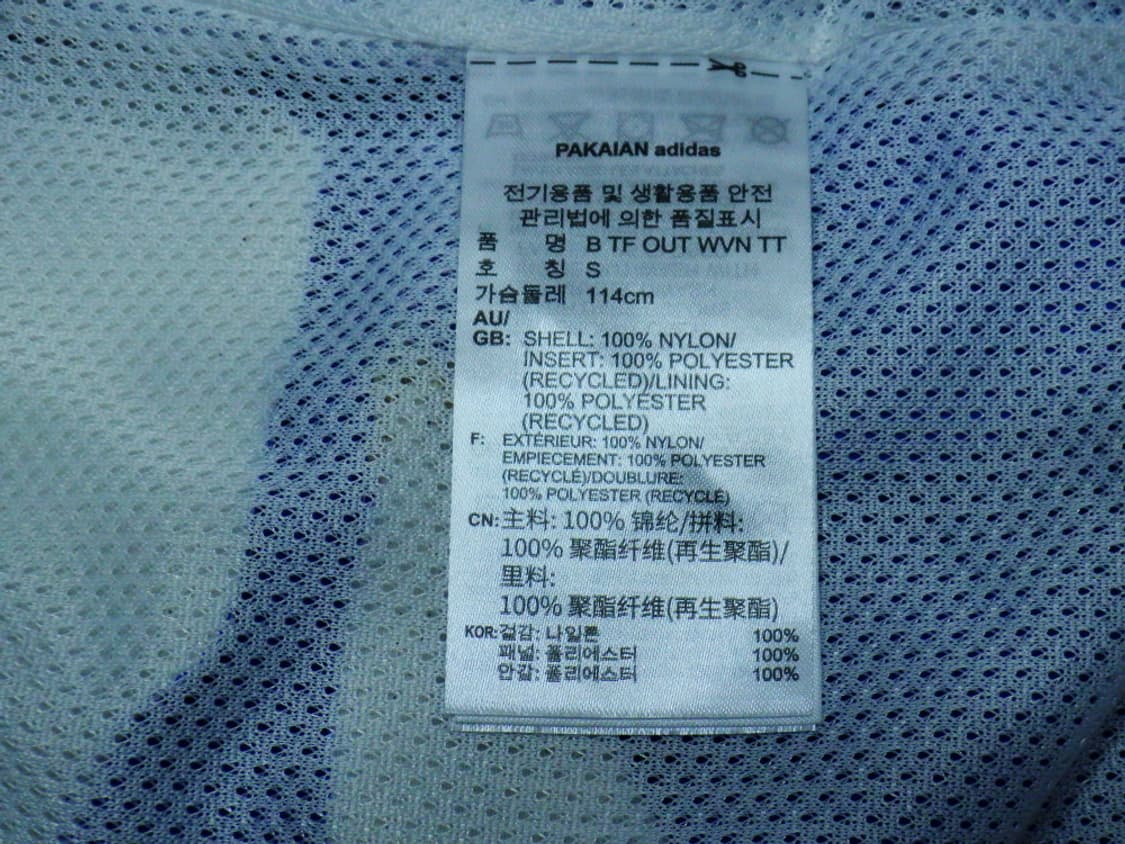 PAKAIAN adidas
전기용품 및 생활용품 안전
관리법에 의한 품질표시
품 명 B TF OUT WVN TT
호 칭 S
가슴둘레 114cm
AU/
GB: SHELL: 100% NYLON/
INSERT: 100% POLYESTER
(RECYCLED)/LINING:
100% POLYESTER
(RECYCLED)
F: EXTÉRIEUR: 100% NYLON/
EMPIECEMENT: 100% POLYESTER
(RECYCLÉ)/DOUBLURE:
100% POLYESTER (RECYCLÉ)
CN: 主料: 100% 锦纶/拼料:
100% 聚酯纤维(再生聚酯)/
里料:
100% 聚酯纤维(再生聚酯)
KOR: 겉감: 나일론 100%
패널: 폴리에스터 100%
안감: 폴리에스터 100%